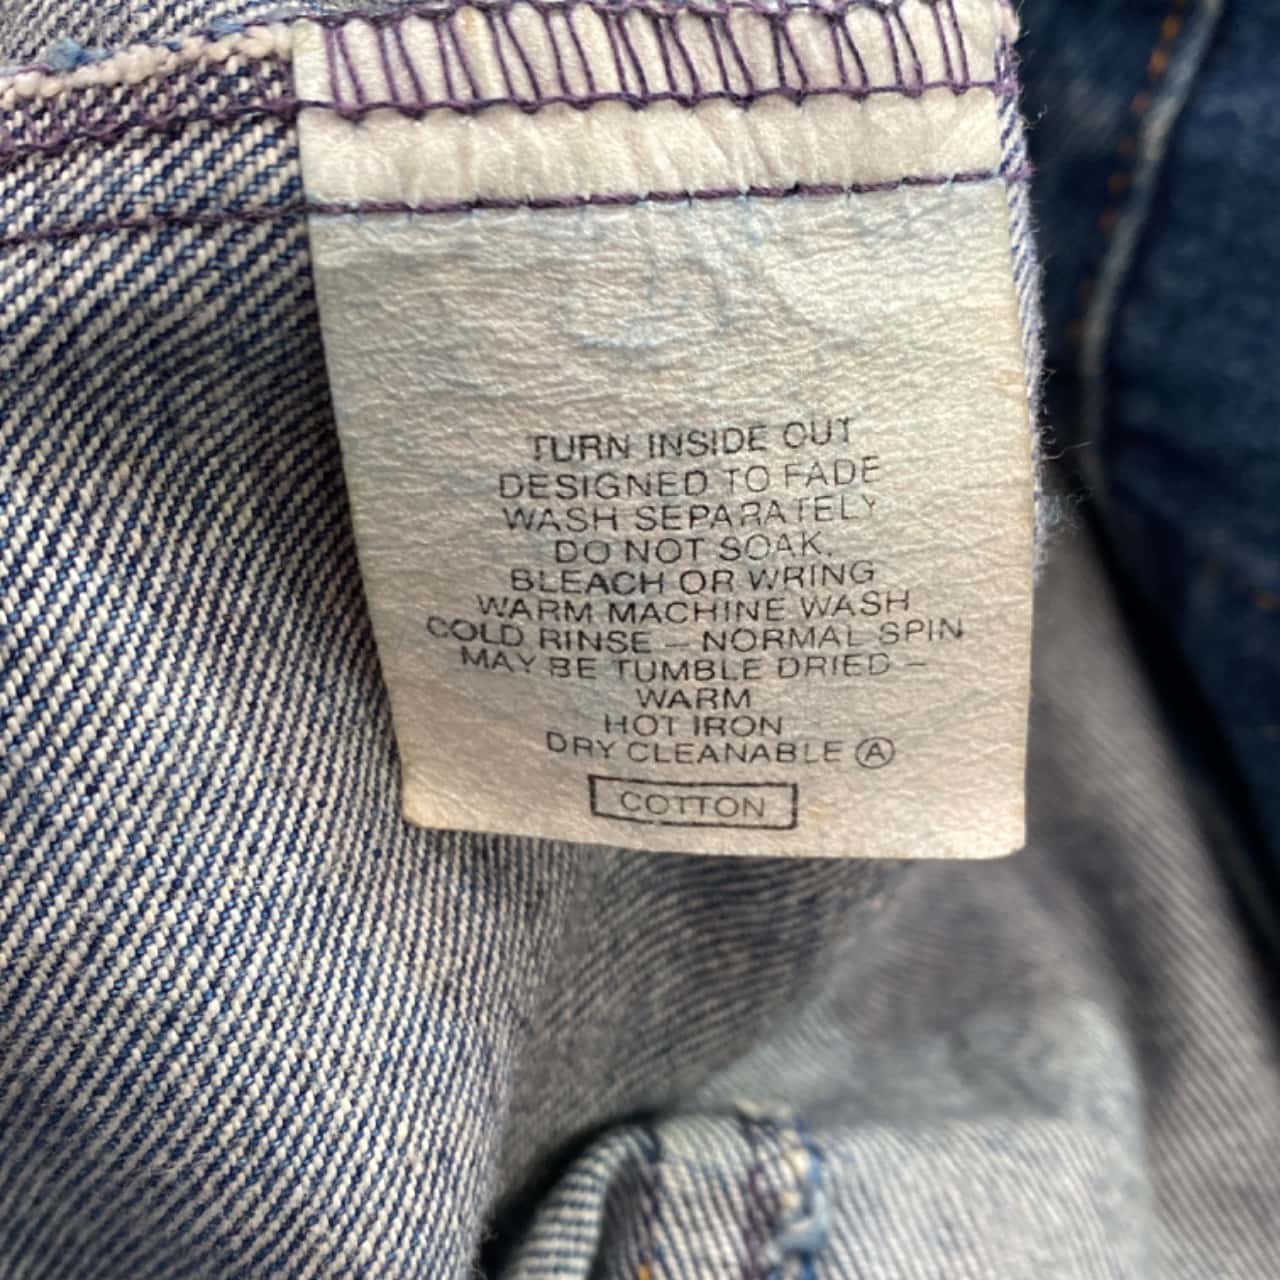 TURN INSIDE OUT
DESIGNED TO FADE
WASH SEPARATELY
DO NOT SOAK.
BLEACH OR WRING
WARM MACHINE WASH
COLD RINSE – NORMAL SPIN
MAY BE TUMBLE DRIED –
WARM
HOT IRON
DRY CLEANABLE Ⓐ
COTTON